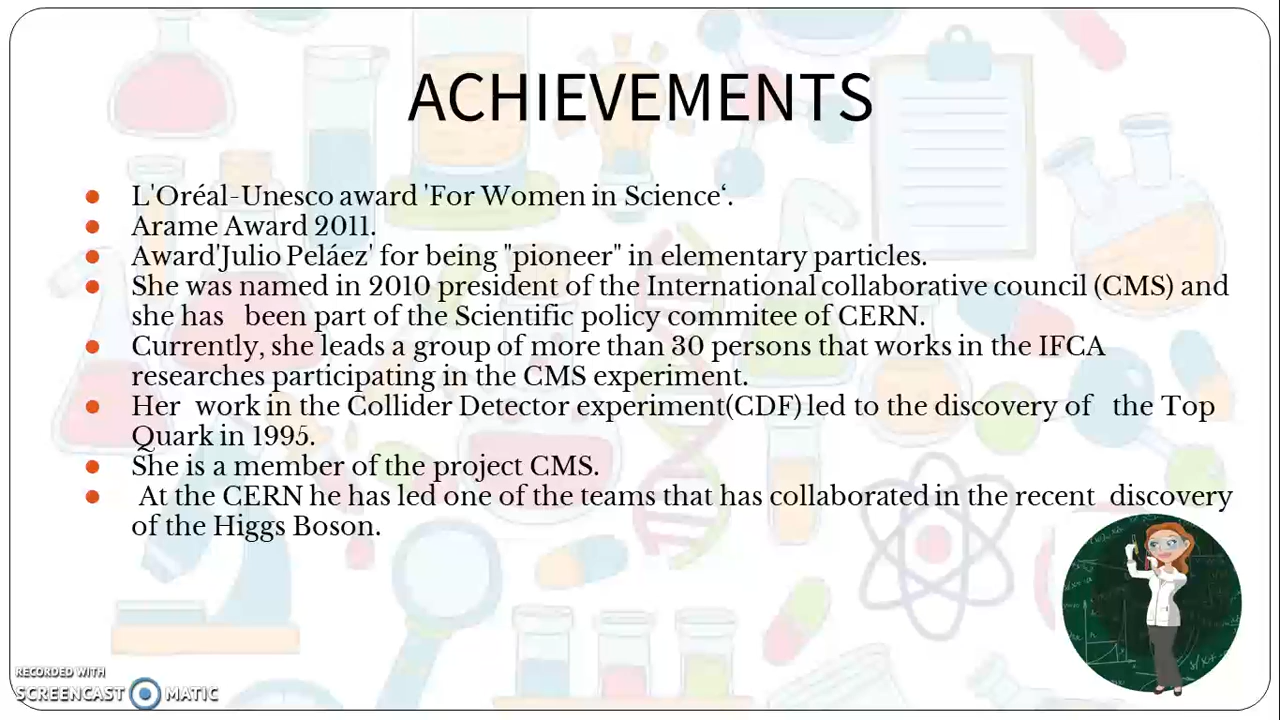 ACHIEVEMENTS
L'Oréal-Unesco award 'For Women in Science‘.
Arame Award 2011.
Award'Julio Peláez' for being "pioneer" in elementary particles.
She was named in 2010 president of the International collaborative council (CMS) and
she has been part of the Scientific policy commitee of CERN.
Currently, she leads a group of more than 30 persons that works in the IFCA
researches participating in the CMS experiment.
Her work in the Collider Detector experiment(CDF) led to the discovery of the Top
Quark in 1995.
She is a member of the project CMS.
At the CERN he has led one of the teams that has collaborated in the recent discovery
of the Higgs Boson.
RECORDED WITH
SCREENCAST MATIC